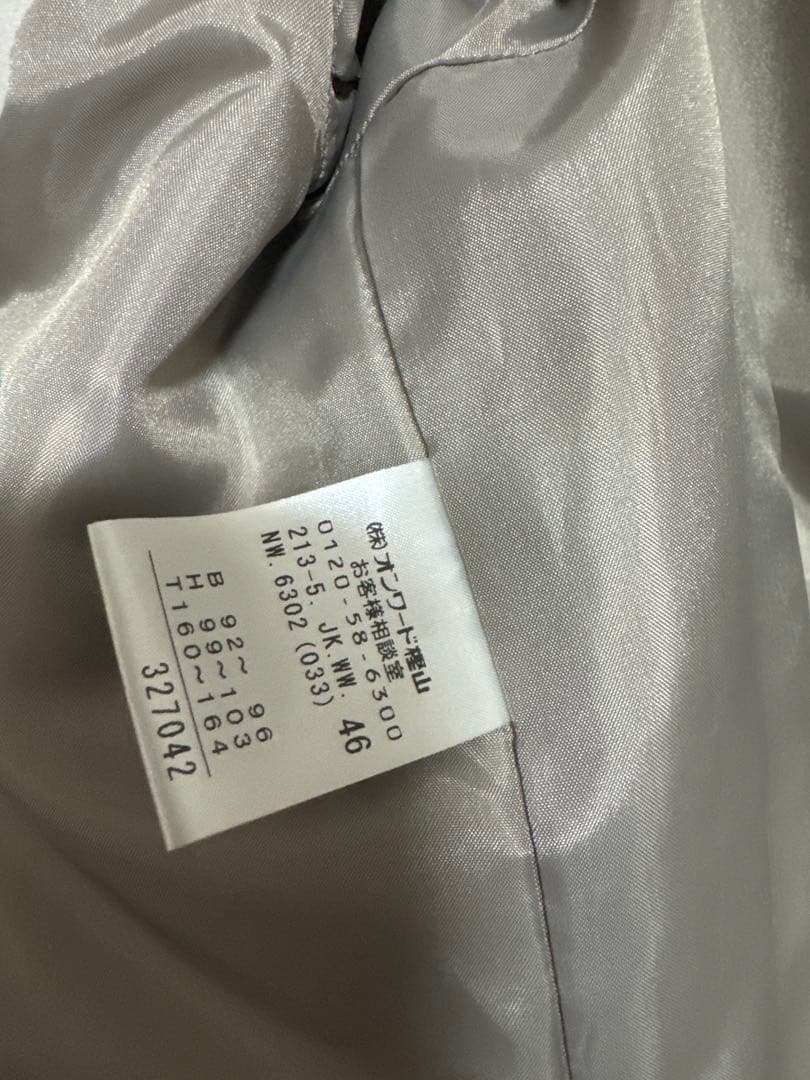 (株)オンワード樫山
お客様相談室
0120-58-6300
213-5. JK.WW. 46
NW.6302(033)
B 92～ 96
H 99～103
T160～164
327042